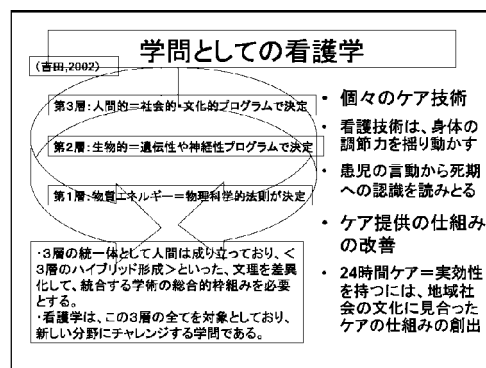 学問としての看護学
(吉田,2002)
第3層:人間的=社会的・文化的プログラムで決定
第2層:生物的=遺伝性や神経性プログラムで決定
第1層:物質エネルギー=物理科学的法則が決定
・3層の統一体として人間は成り立っており、<
3層のハイブリッド形成>といった、文理を差異
化して、統合する学術の総合的枠組みを必要
とする。
・看護学は、この3層の全てを対象としており、
新しい分野にチャレンジする学問である。
• 個々のケア技術
• 看護技術は、身体の
調節力を揺り動かす
• 患児の言動から死期
への認識を読みとる
• ケア提供の仕組み
の改善
• 24時間ケア=実効性
を持つには、地域社
会の文化に見合った
ケアの仕組みの創出